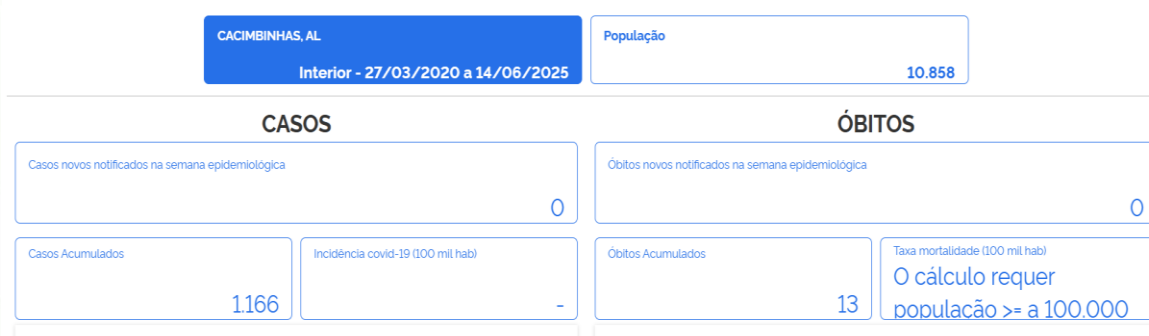 CACIMBINHAS, AL
Interior - 27/03/2020 a 14/06/2025
População
10.858
CASOS
Casos novos notificados na semana epidemiológica
0
Casos Acumulados
1.166
Incidência covid-19 (100 mil hab)
-
ÓBITOS
Óbitos novos notificados na semana epidemiológica
0
Óbitos Acumulados
13
Taxa mortalidade (100 mil hab)
O cálculo requer
população >= a 100.000